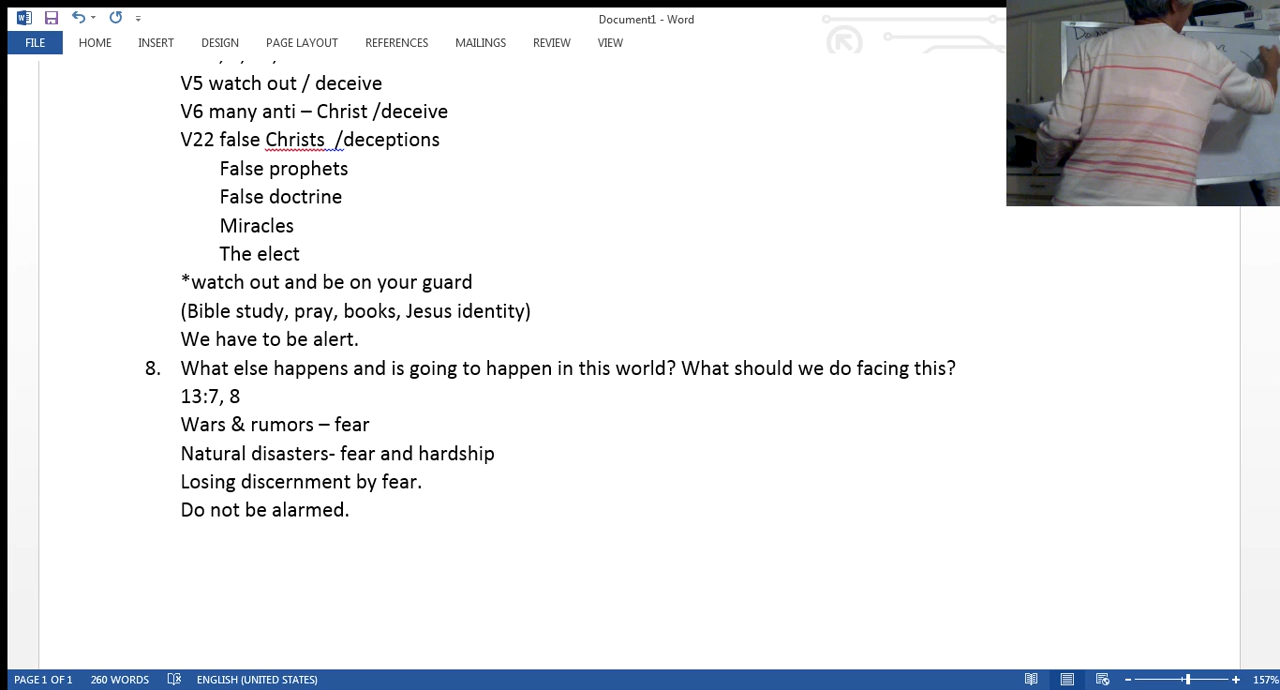 Document1 - Word
FILE HOME INSERT DESIGN PAGE LAYOUT REFERENCES MAILINGS REVIEW VIEW
V5 watch out / deceive
V6 many anti – Christ /deceive
V22 false Christs /deceptions
False prophets
False doctrine
Miracles
The elect
*watch out and be on your guard
(Bible study, pray, books, Jesus identity)
We have to be alert.
8. What else happens and is going to happen in this world? What should we do facing this?
13:7, 8
Wars & rumors – fear
Natural disasters- fear and hardship
Losing discernment by fear.
Do not be alarmed.
PAGE 1 OF 1 260 WORDS ENGLISH (UNITED STATES) 157%